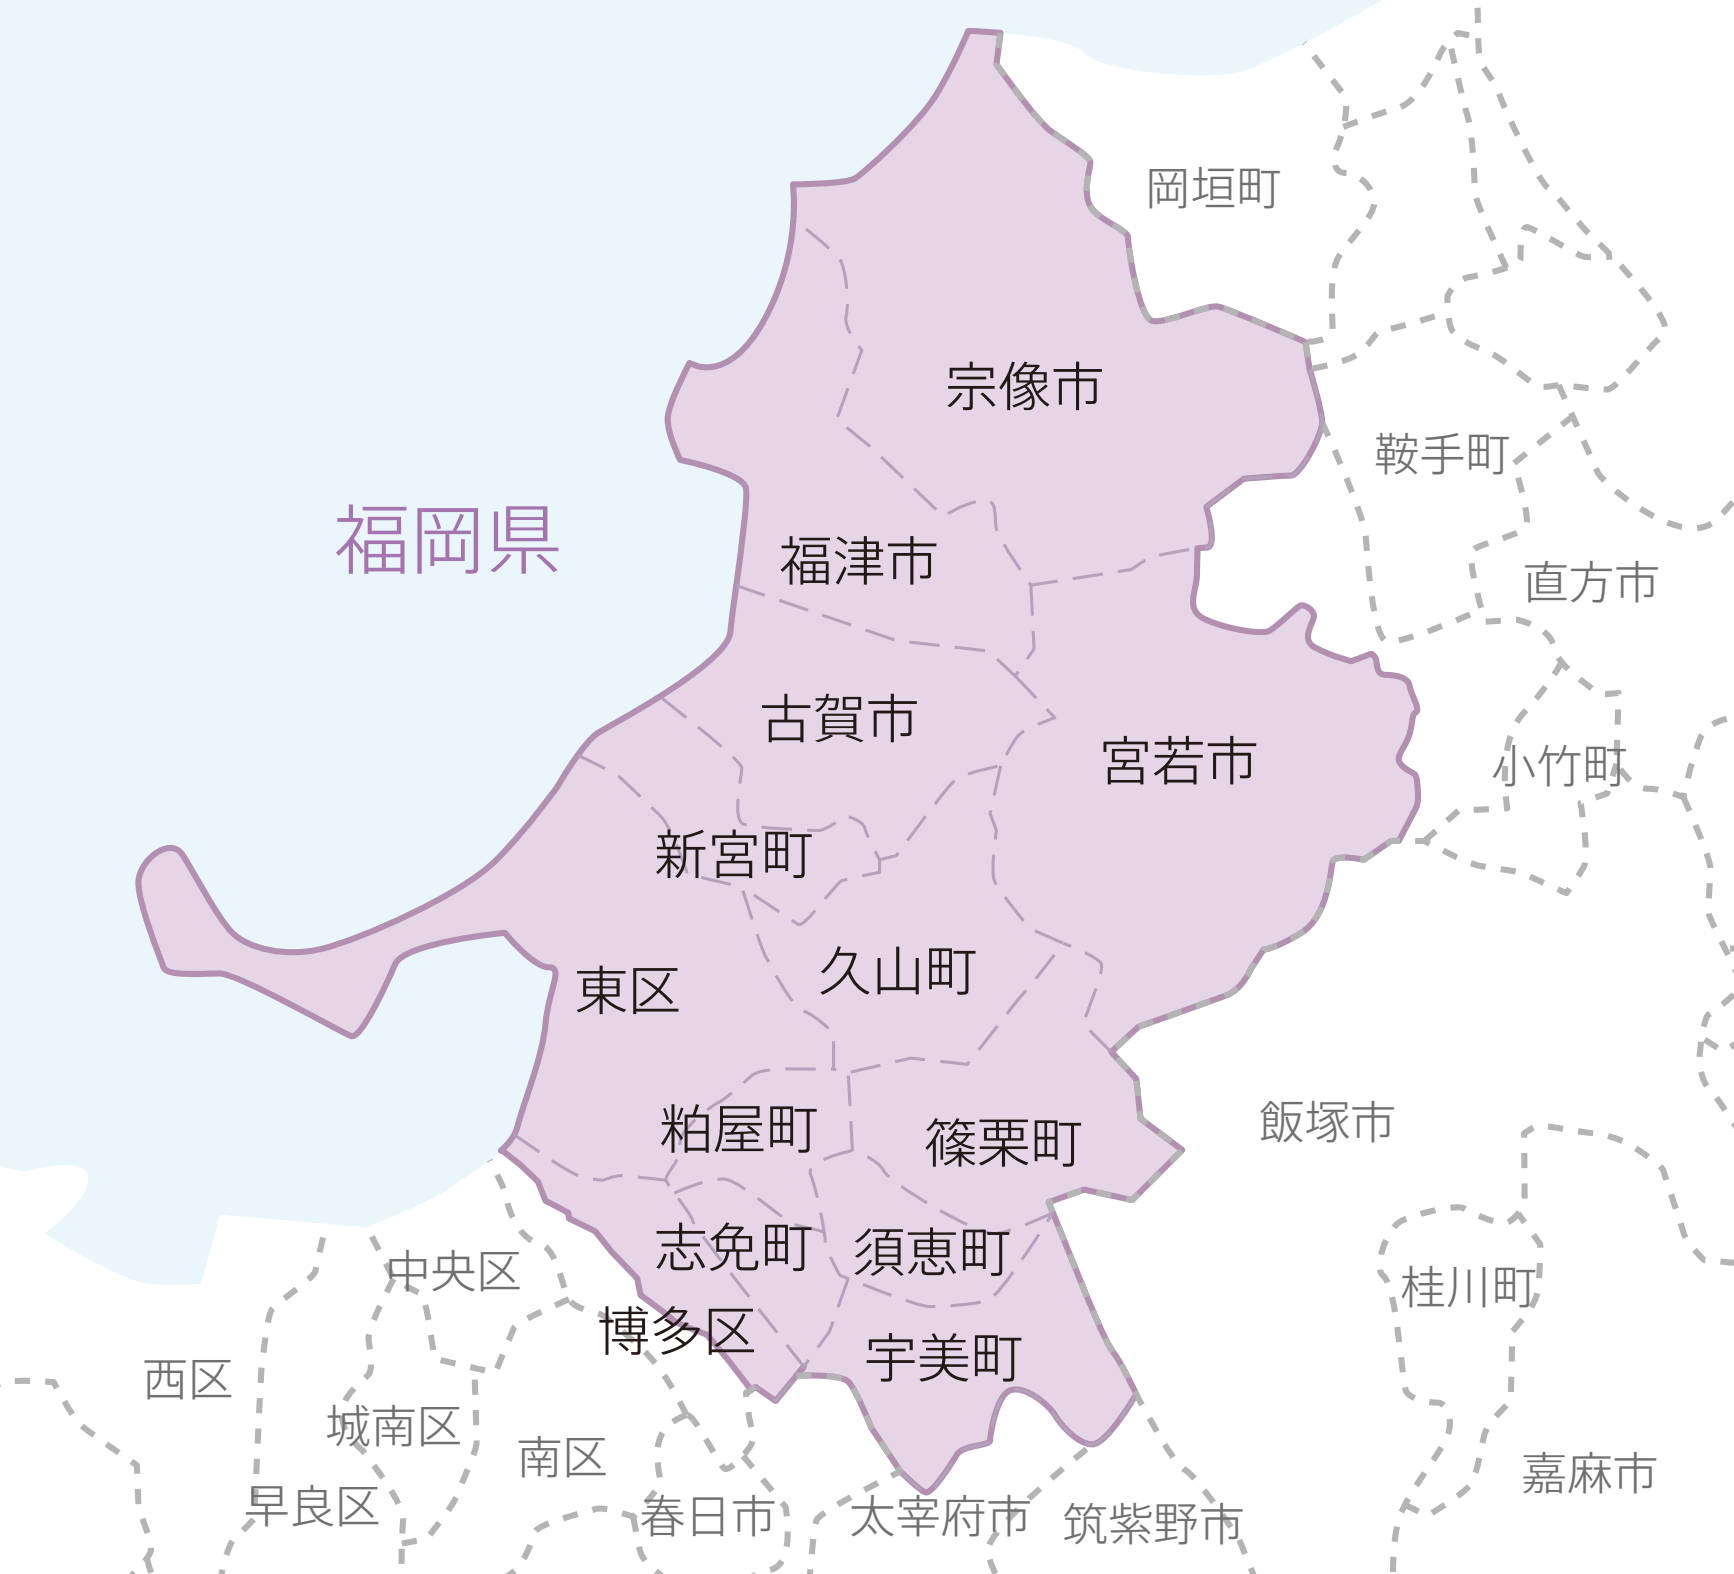 岡垣町
宗像市
鞍手町
福岡県
福津市
直方市
古賀市
宮若市
小竹町
新宮町
久山町
東区
飯塚市
粕屋町
篠栗町
志免町
須恵町
中央区
桂川町
博多区
宇美町
西区
城南区
南区
嘉麻市
早良区
春日市
太宰府市
筑紫野市